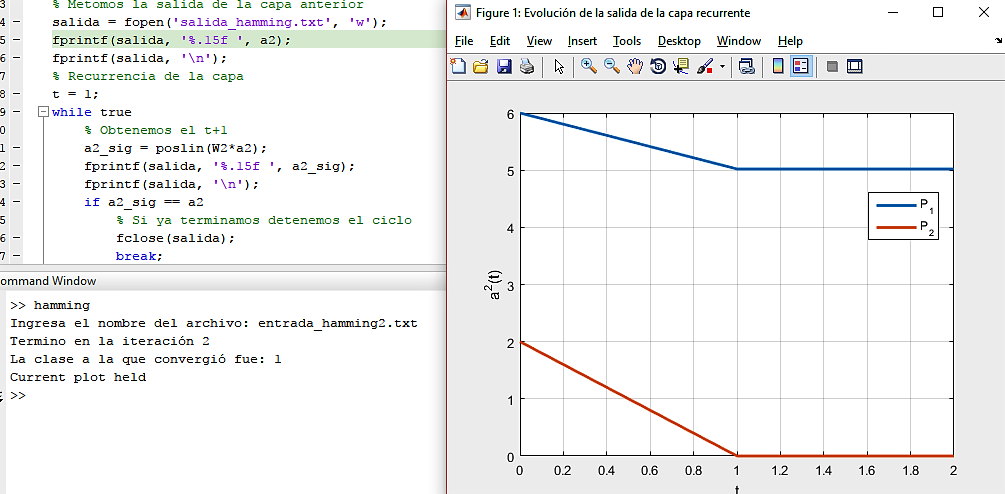 3 % Metomos la salida de la capa anterior
4 - salida = fopen('salida_hamming.txt', 'w');
5 - fprintf(salida, '%.15f ', a2);
6 - fprintf(salida, '\n');
7 % Recurrencia de la capa
8 - t = 1;
9 - while true
0 % Obtenemos el t+1
1 - a2_sig = poslin(W2*a2);
2 - fprintf(salida, '%.15f ', a2_sig);
3 - fprintf(salida, '\n');
4 - if a2_sig == a2
5 % Si ya terminamos detenemos el ciclo
6 - fclose(salida);
7 - break;
ommand Window
>> hamming
Ingresa el nombre del archivo: entrada_hamming2.txt
Termino en la iteración 2
La clase a la que convergió fue: 1
Current plot held
>>
Figure 1: Evolución de la salida de la capa recurrente
File Edit View Insert Tools Desktop Window Help
6
5
4
3
2
1
0
a²(t)
P₁
P₂
0 0.2 0.4 0.6 0.8 1 1.2 1.4 1.6 1.8 2
t